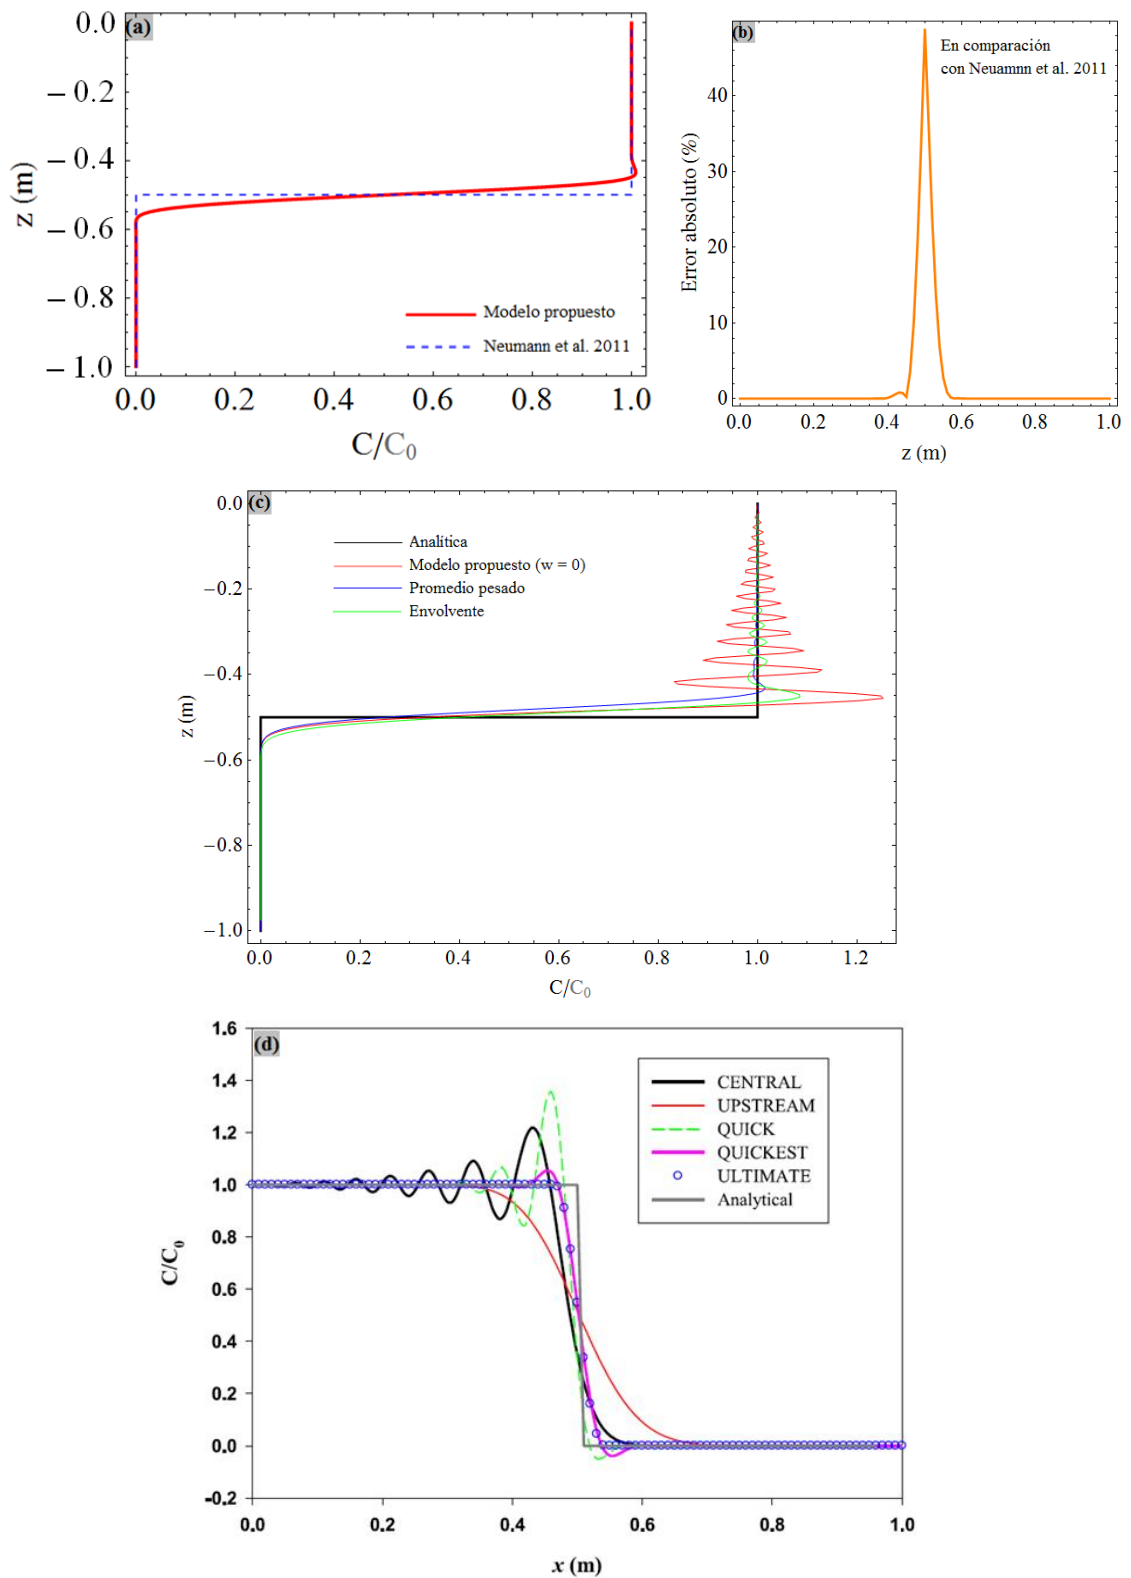 (a)
0.0
−0.2
−0.4
−0.6
−0.8
−1.0
z (m)
Modelo propuesto
Neumann et al. 2011
0.0 0.2 0.4 0.6 0.8 1.0
C/C0
(b)
En comparación
con Neuamnn et al. 2011
40
30
20
10
0
Error absoluto (%)
0.0 0.2 0.4 0.6 0.8 1.0
z (m)
(c)
0.0
−0.2
−0.4
−0.6
−0.8
−1.0
z (m)
Analítica
Modelo propuesto (w = 0)
Promedio pesado
Envolvente
0.0 0.2 0.4 0.6 0.8 1.0 1.2
C/C0
(d)
1.6
1.4
1.2
1.0
0.8
0.6
0.4
0.2
0.0
-0.2
C/C0
CENTRAL
UPSTREAM
QUICK
QUICKEST
ULTIMATE
Analytical
0.0 0.2 0.4 0.6 0.8 1.0
x (m)